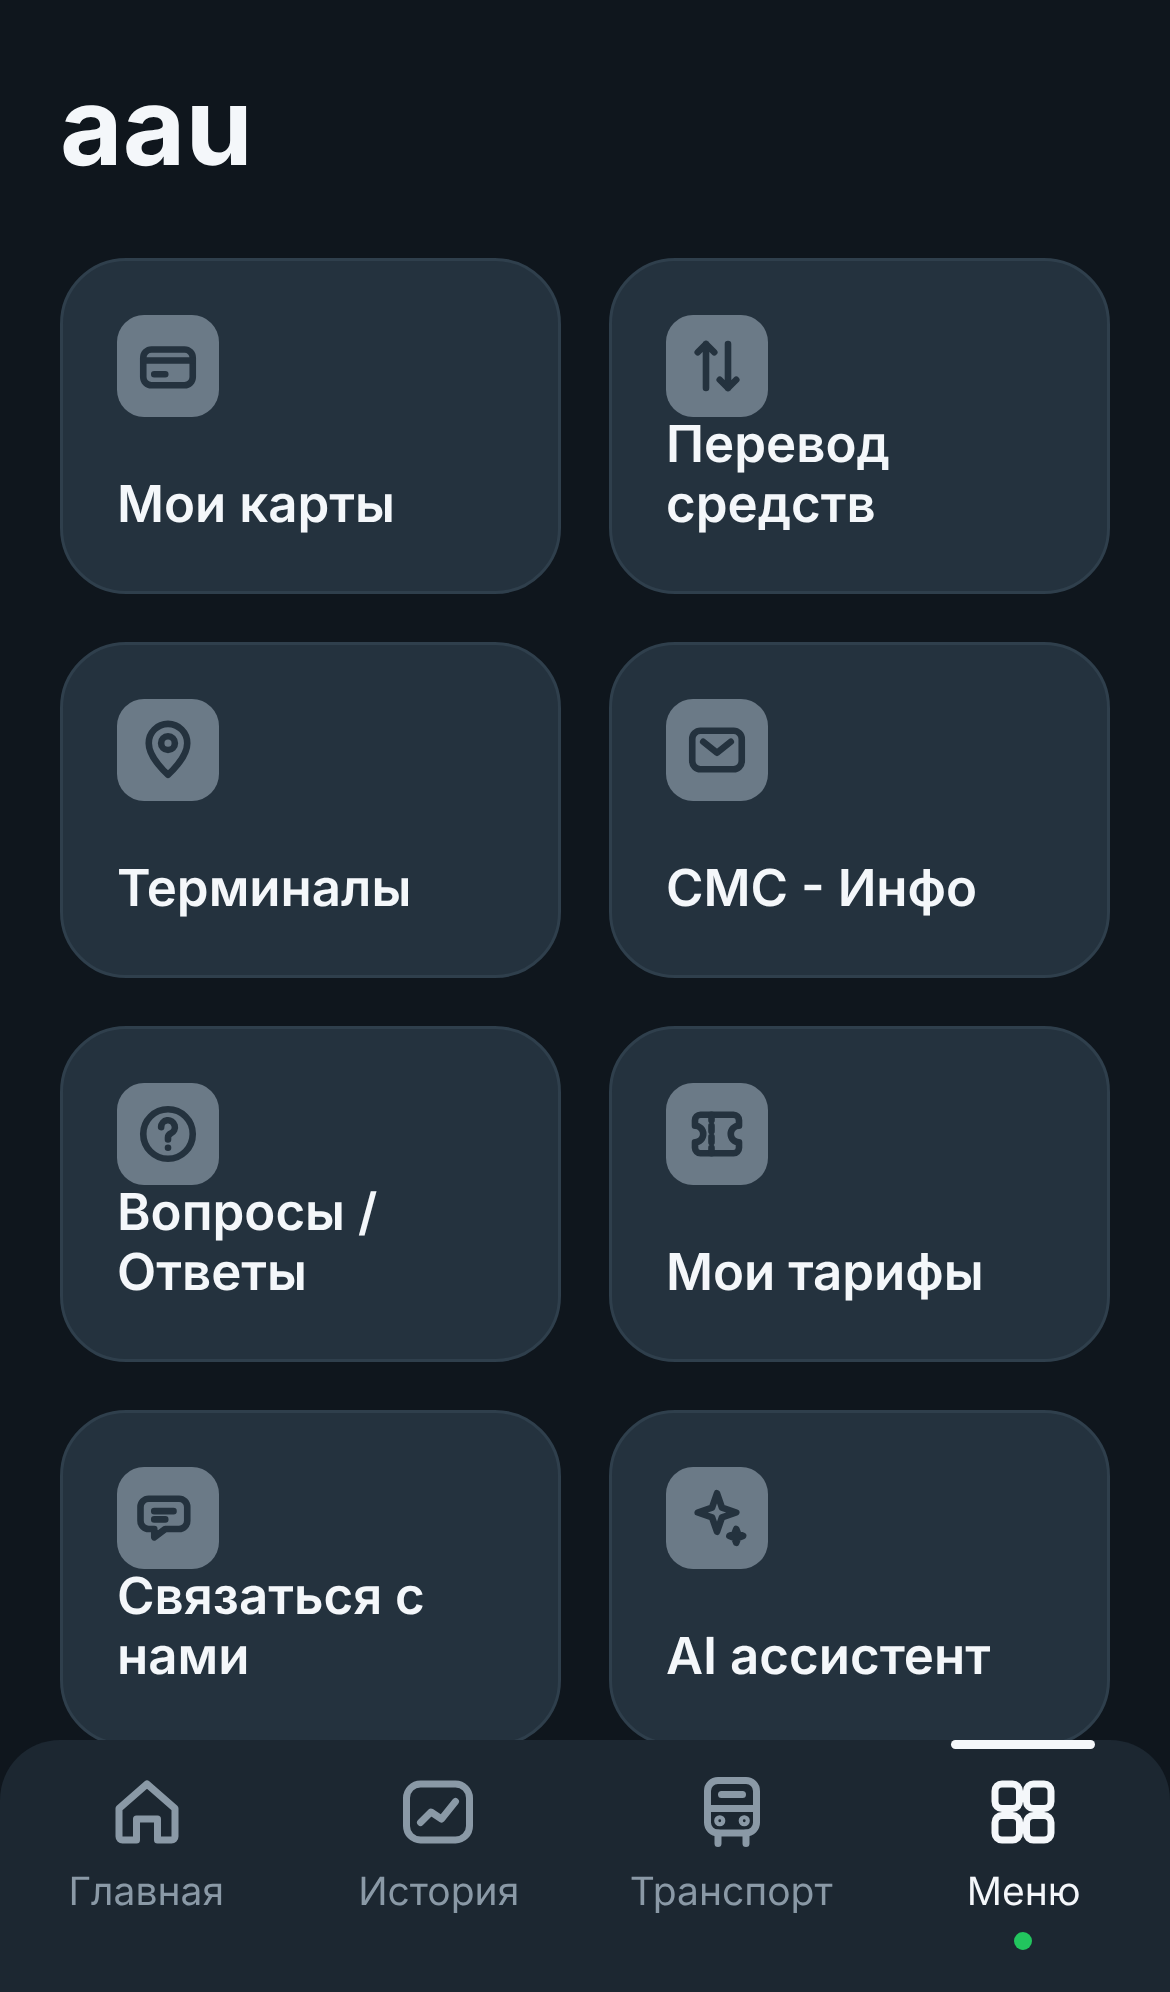 aau
Мои карты
Перевод
средств
Терминалы
СМС - Инфо
Вопросы /
Ответы
Мои тарифы
Связаться с
нами
AI ассистент
Главная
История
Транспорт
Меню